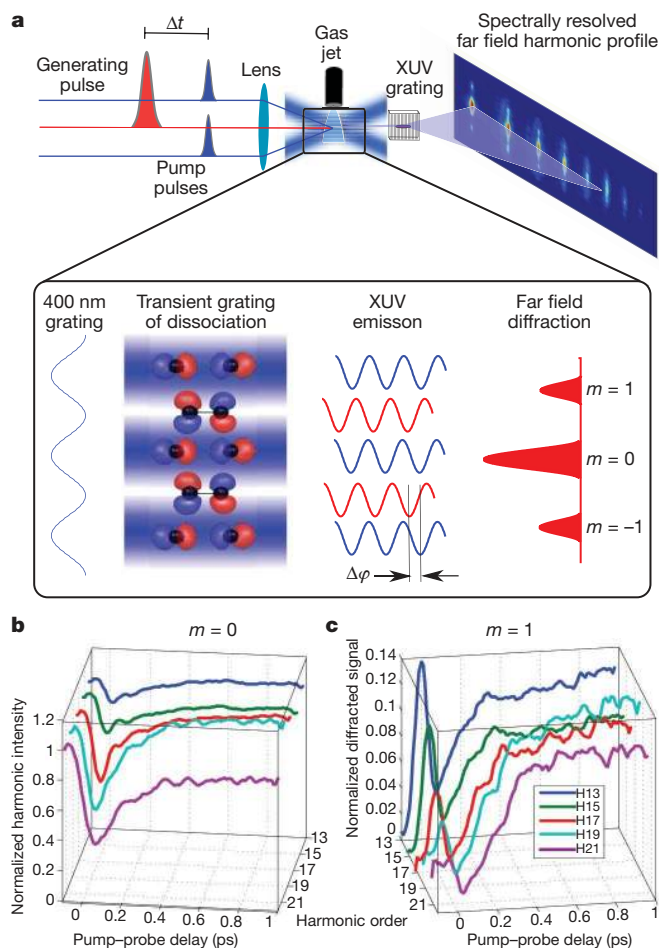 a
Δt
Generating
pulse
Pump
pulses
Lens
Gas
jet
XUV
grating
Spectrally resolved
far field harmonic profile
400 nm
grating
Transient grating
of dissociation
XUV
emisson
Far field
diffraction
m = 1
m = 0
m = –1
Δφ
b
m = 0
Normalized harmonic intensity
1.2
1
0.8
0.6
0.4
0.2
0
0 0.2 0.4 0.6 0.8 1
Pump–probe delay (ps)
13
15
17
19
21
Harmonic order
c
m = 1
Normalized diffracted signal
0.14
0.12
0.1
0.08
0.06
0.04
0.02
0
13
15
17
19
21
0 0.2 0.4 0.6 0.8 1
Pump–probe delay (ps)
H13
H15
H17
H19
H21